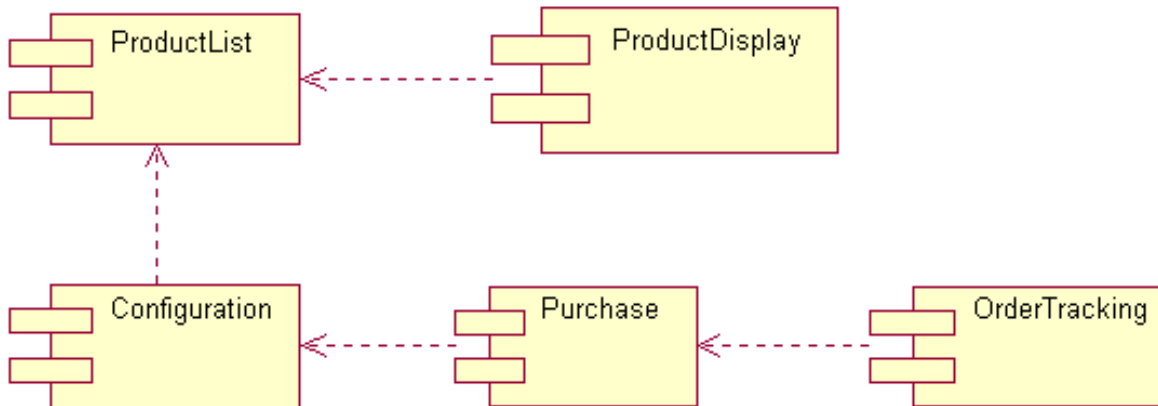 ProductList
ProductDisplay
Configuration
Purchase
OrderTracking